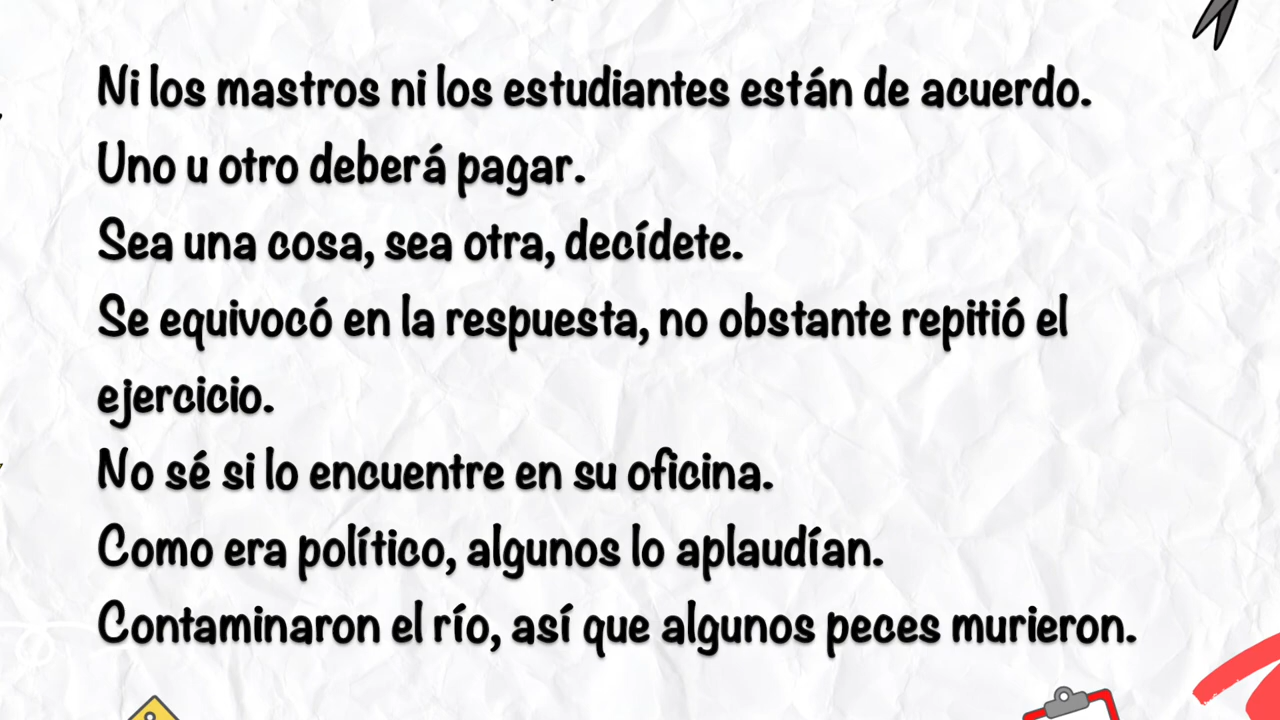 Ni los mastros ni los estudiantes están de acuerdo.
Uno u otro deberá pagar.
Sea una cosa, sea otra, decídete.
Se equivocó en la respuesta, no obstante repitió el
ejercicio.
No sé si lo encuentre en su oficina.
Como era político, algunos lo aplaudían.
Contaminaron el río, así que algunos peces murieron.